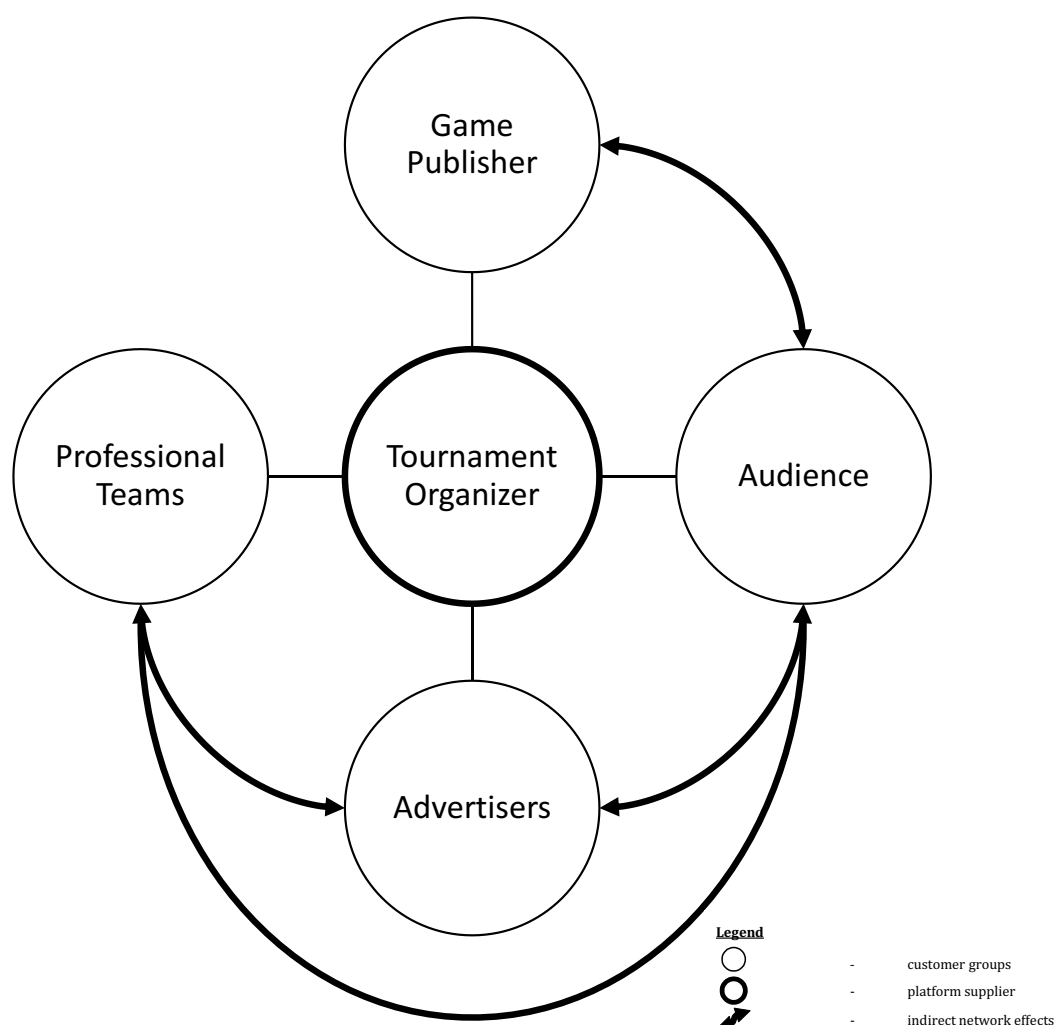 Game
Publisher
Professional
Teams
Tournament
Organizer
Audience
Advertisers
Legend
- customer groups
- platform supplier
- indirect network effects